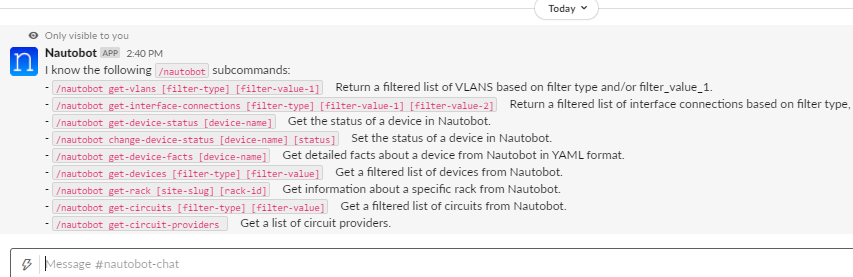 Today
Only visible to you
Nautobot APP 2:40 PM
I know the following /nautobot subcommands:
- /nautobot get-vlans [filter-type] [filter-value-1] Return a filtered list of VLANS based on filter type and/or filter_value_1.
- /nautobot get-interface-connections [filter-type] [filter-value-1] [filter-value-2] Return a filtered list of interface connections based on filter type,
- /nautobot get-device-status [device-name] Get the status of a device in Nautobot.
- /nautobot change-device-status [device-name] [status] Set the status of a device in Nautobot.
- /nautobot get-device-facts [device-name] Get detailed facts about a device from Nautobot in YAML format.
- /nautobot get-devices [filter-type] [filter-value] Get a filtered list of devices from Nautobot.
- /nautobot get-rack [site-slug] [rack-id] Get information about a specific rack from Nautobot.
- /nautobot get-circuits [filter-type] [filter-value] Get a filtered list of circuits from Nautobot.
- /nautobot get-circuit-providers Get a list of circuit providers.
Message #nautobot-chat